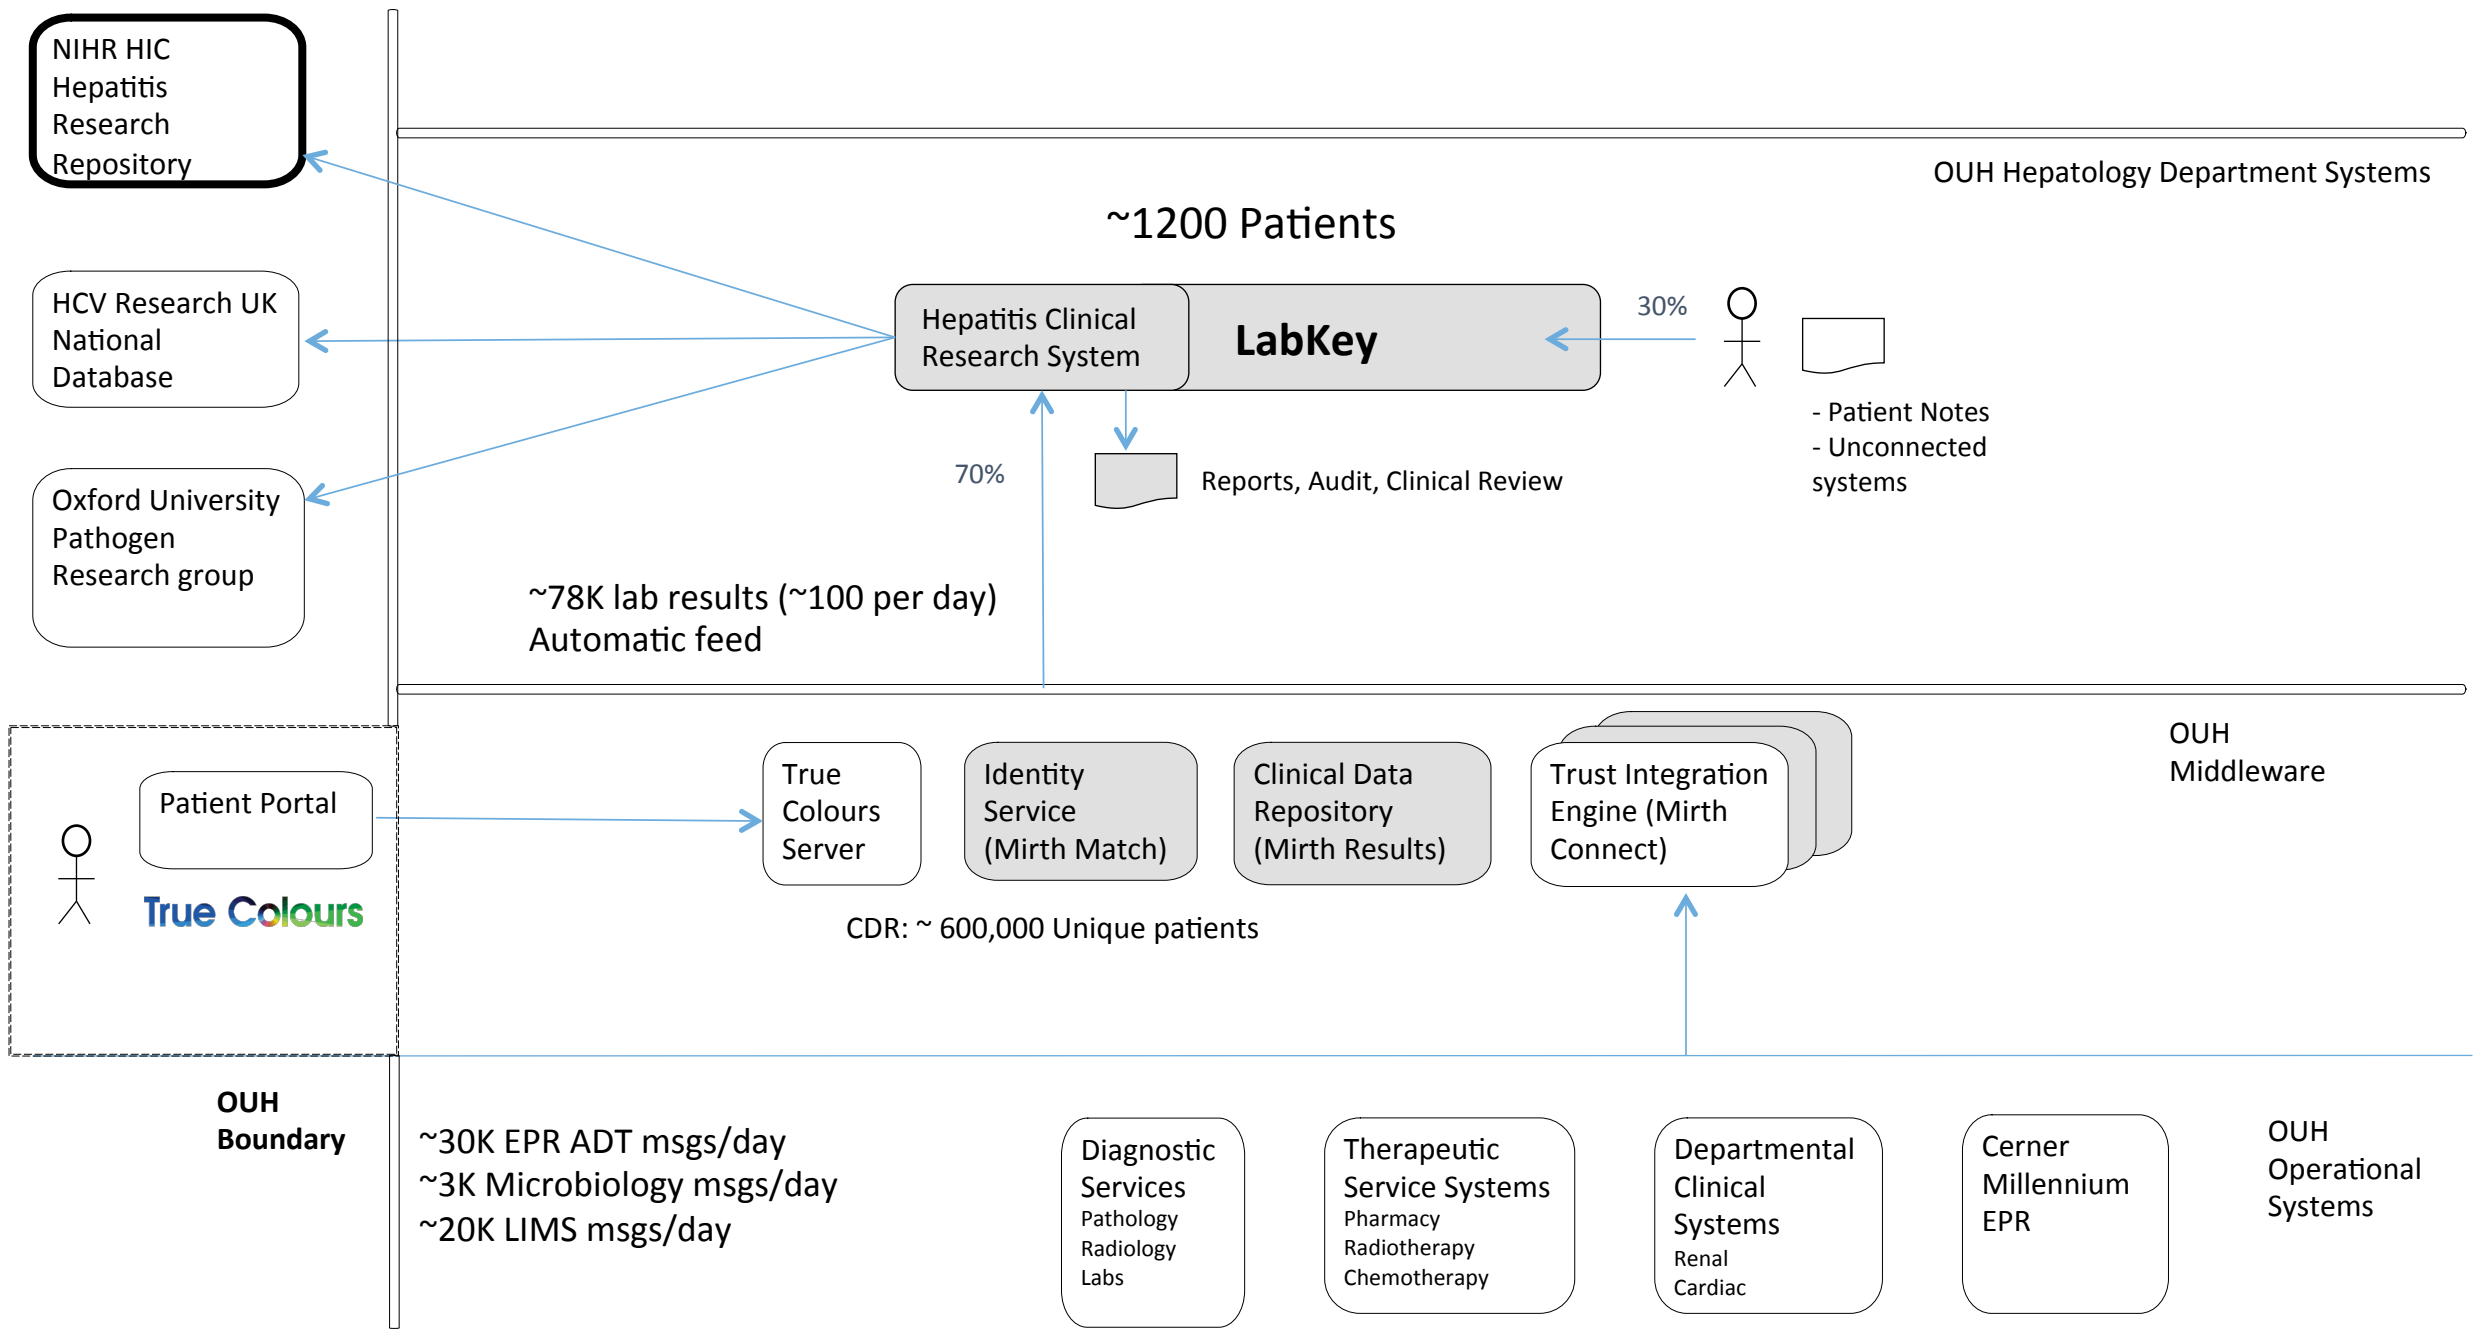 NIHR HIC
Hepatitis
Research
Repository
OUH Hepatology Department Systems
~1200 Patients
HCV Research UK
National
Database
Hepatitis Clinical
Research System
LabKey
30%
- Patient Notes
- Unconnected
systems
70%
Reports, Audit, Clinical Review
Oxford University
Pathogen
Research group
~78K lab results (~100 per day)
Automatic feed
OUH
Middleware
Patient Portal
True Colours
True
Colours
Server
Identity
Service
(Mirth Match)
Clinical Data
Repository
(Mirth Results)
Trust Integration
Engine (Mirth
Connect)
CDR: ~ 600,000 Unique patients
OUH
Boundary
~30K EPR ADT msgs/day
~3K Microbiology msgs/day
~20K LIMS msgs/day
Diagnostic
Services
Pathology
Radiology
Labs
Therapeutic
Service Systems
Pharmacy
Radiotherapy
Chemotherapy
Departmental
Clinical
Systems
Renal
Cardiac
Cerner
Millennium
EPR
OUH
Operational
Systems